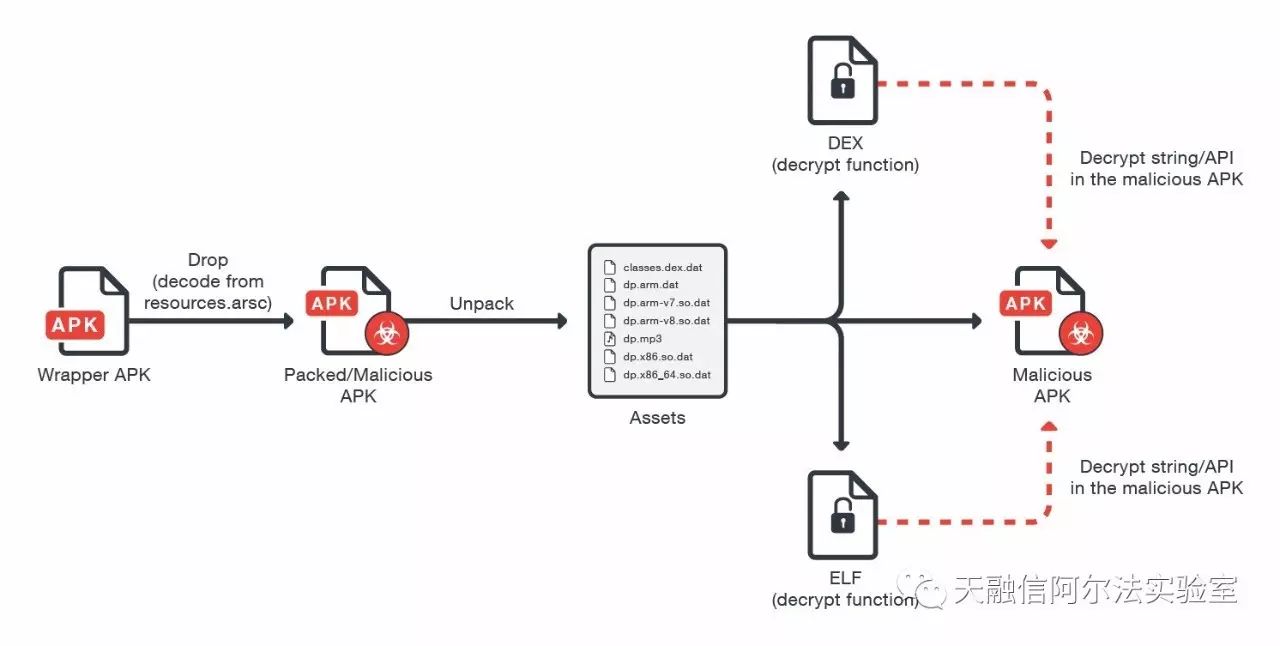 DEX
(decrypt function)
Decrypt string/API
in the malicious APK
Drop
(decode from
resources.arsc)
APK
Wrapper APK
APK
Packed/Malicious
APK
Unpack
classes.dex.dat
dp.arm.dat
dp.arm-v7.so.dat
dp.arm-v8.so.dat
dp.mp3
dp.x86.so.dat
dp.x86_64.so.dat
Assets
APK
Malicious
APK
Decrypt string/API
in the malicious APK
ELF
(decrypt function)
天融信阿尔法实验室